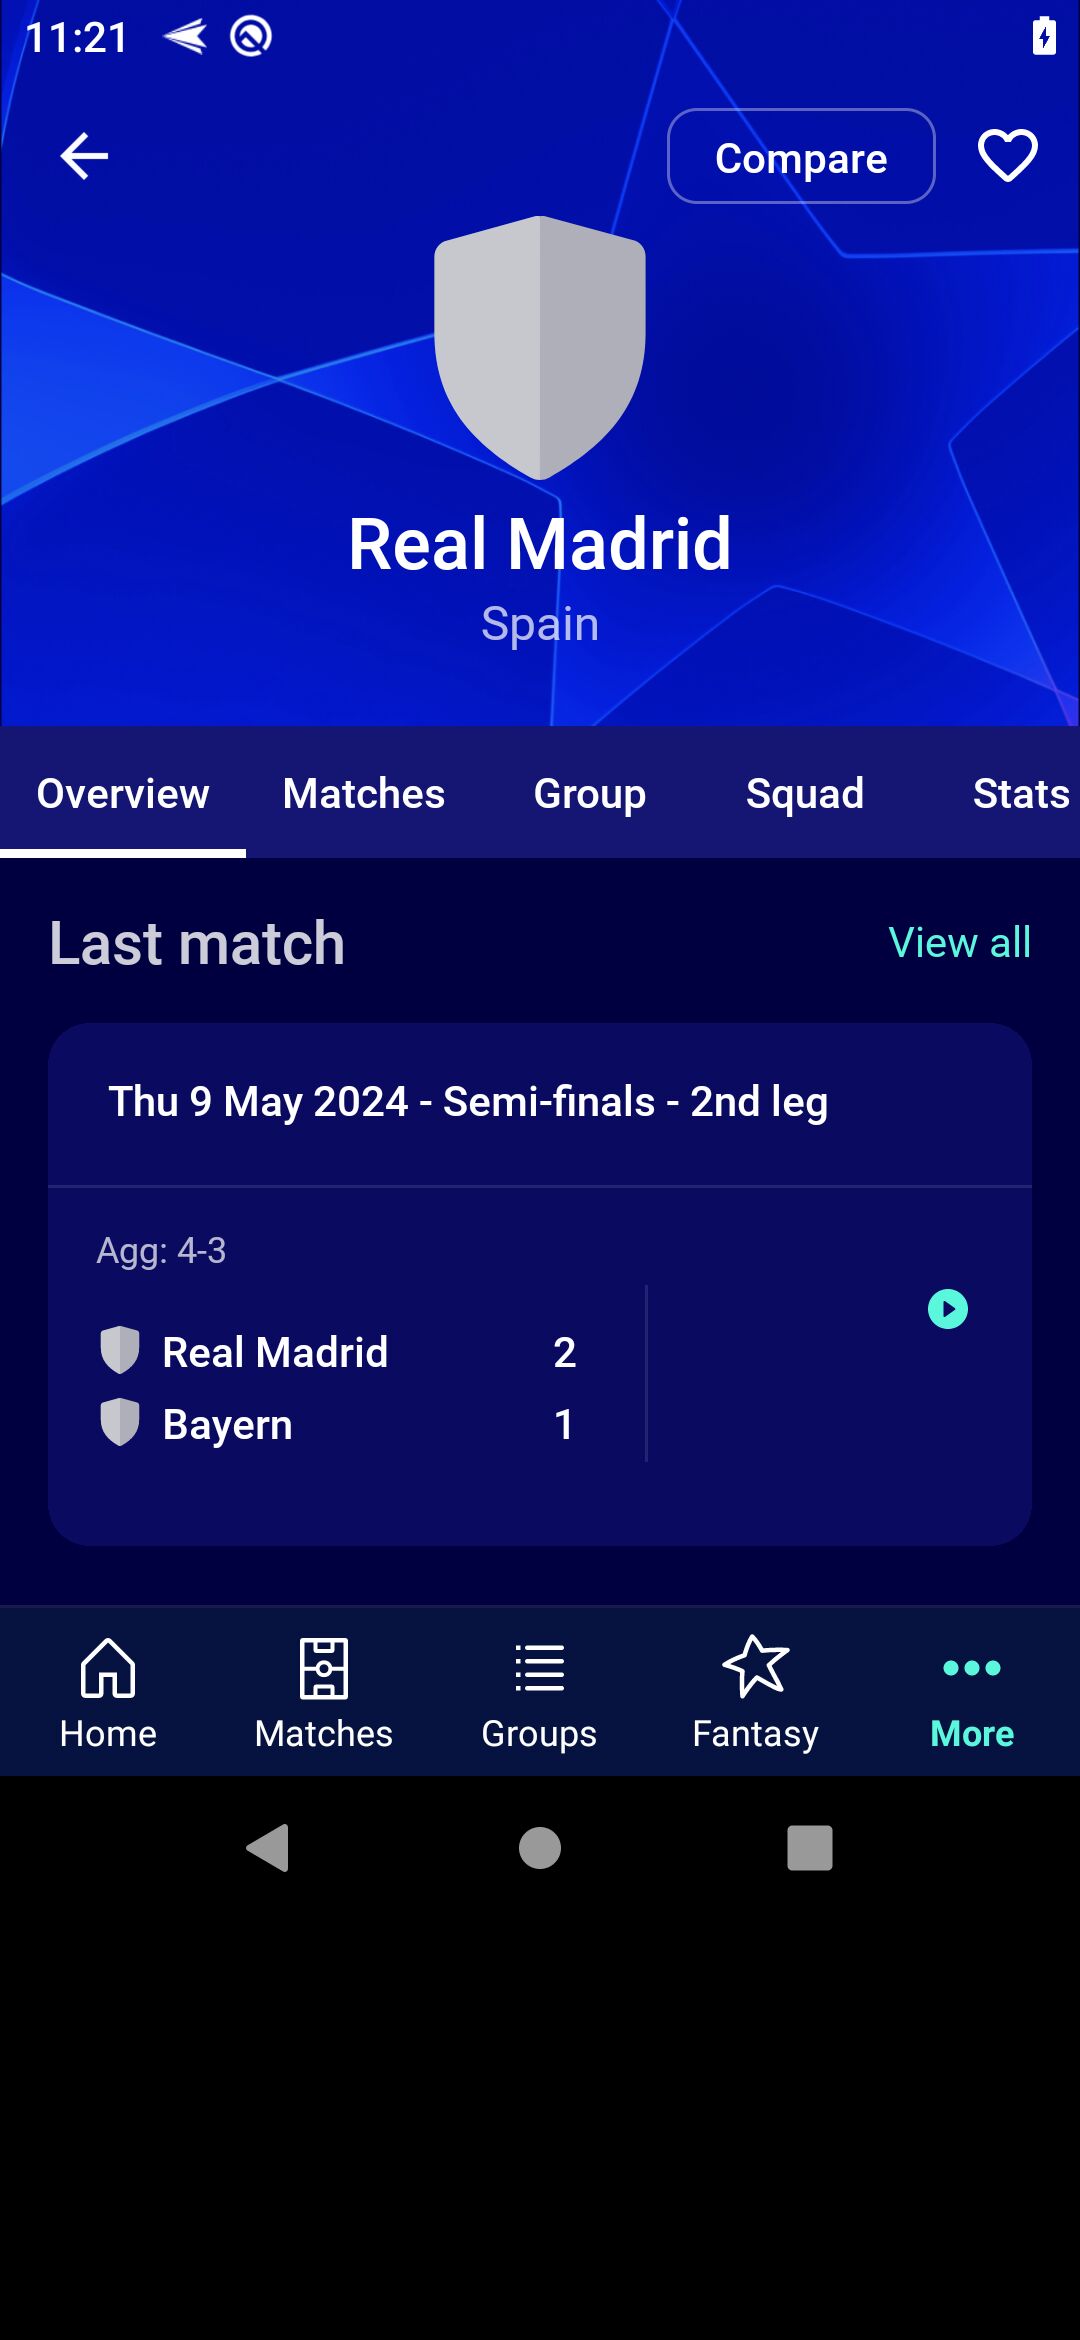 11:21
Compare
Real Madrid
Spain
Overview Matches Group Squad Stats
Last match View all
Thu 9 May 2024 - Semi-finals - 2nd leg
Agg: 4-3
Real Madrid 2
Bayern 1
Home Matches Groups Fantasy More